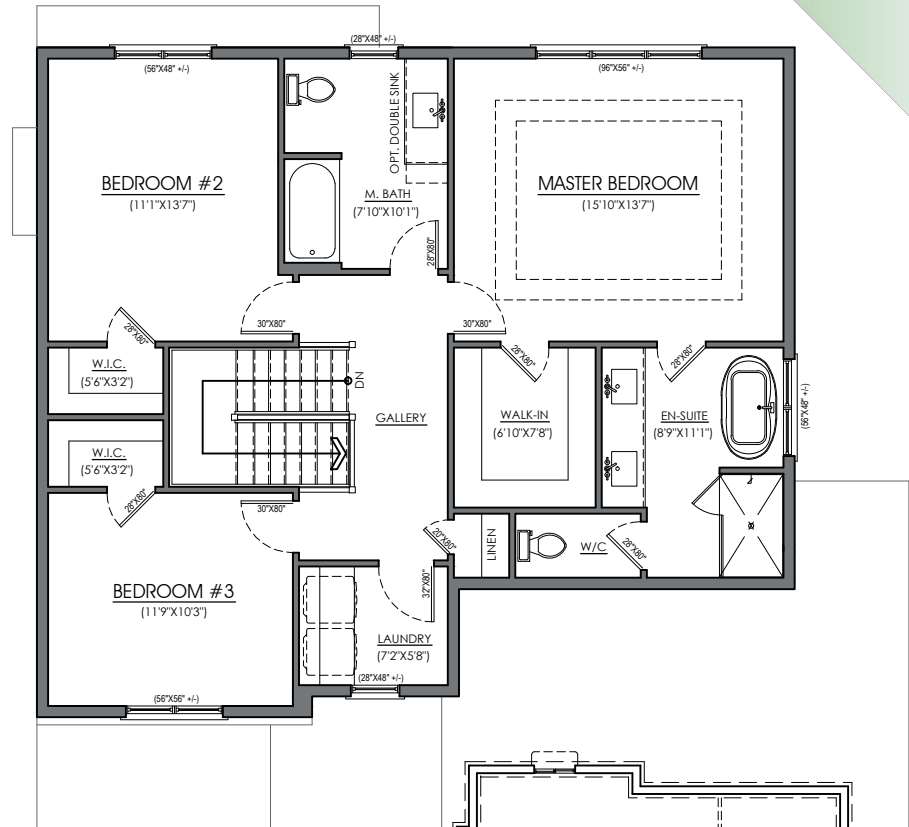 (28"X48" +/-)
(56"X48" +/-)
(96"X56" +/-)
OPT. DOUBLE SINK
BEDROOM #2
(11'1"X13'7")
M. BATH
(7'10"X10'1")
MASTER BEDROOM
(15'10"X13'7")
28"X80"
28"X80"
30"X80"
30"X80"
28"X80"
28"X80"
W.I.C.
(5'6"X3'2")
DN
GALLERY
WALK-IN
(6'10"X7'8")
EN-SUITE
(8'9"X11'1")
(56"X48" +/-)
W.I.C.
(5'6"X3'2")
28"X80"
30"X80"
20"X80"
LINEN
W/C
28"X80"
BEDROOM #3
(11'9"X10'3")
32"X80"
LAUNDRY
(7'2"X5'8")
(28"X48" +/-)
(56"X56" +/-)